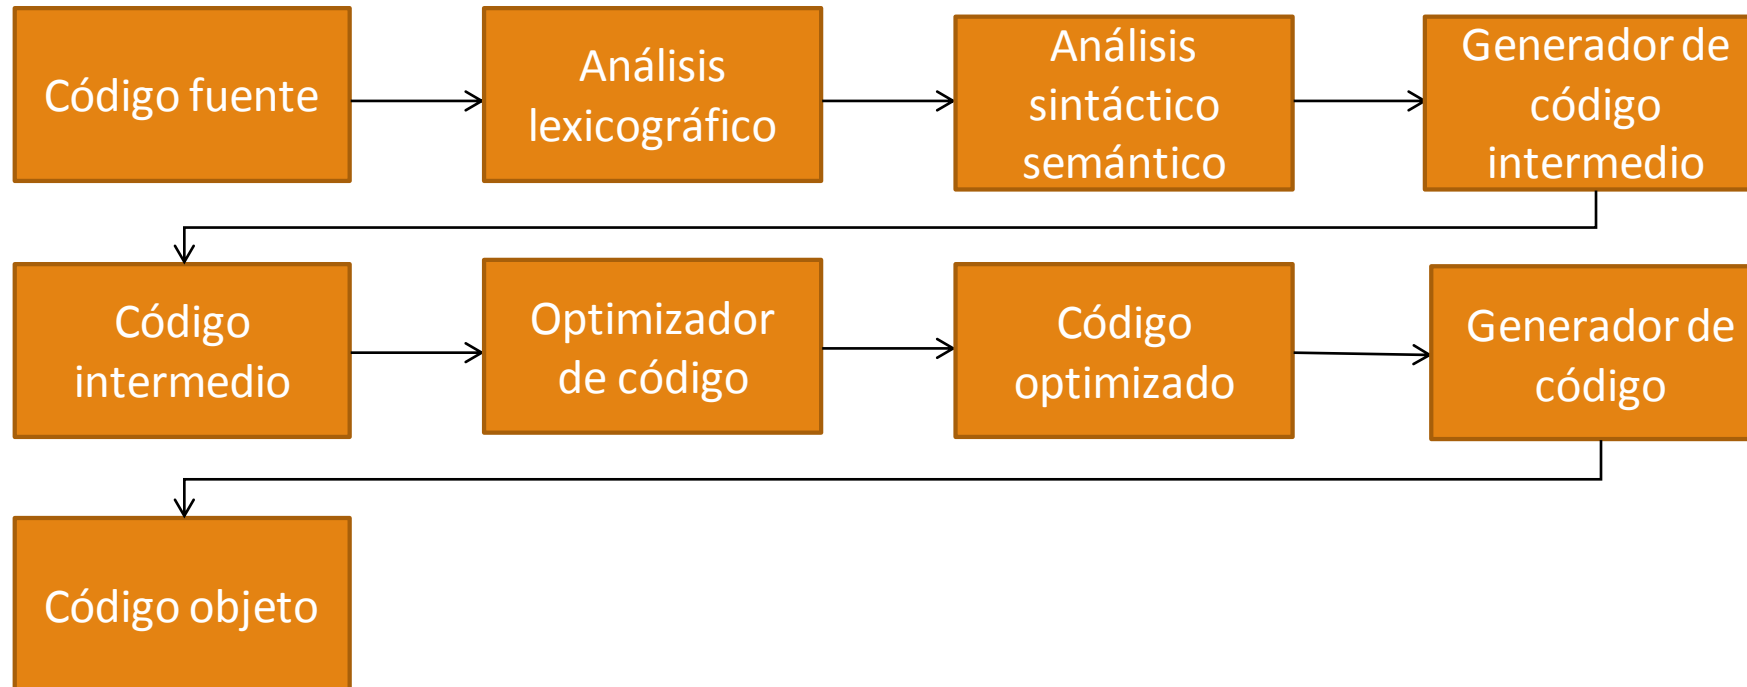 Código fuente
Análisis
lexicográfico
Análisis
sintáctico
semántico
Generador de
código
intermedio
Código
intermedio
Optimizador
de código
Código
optimizado
Generador de
código
Código objeto